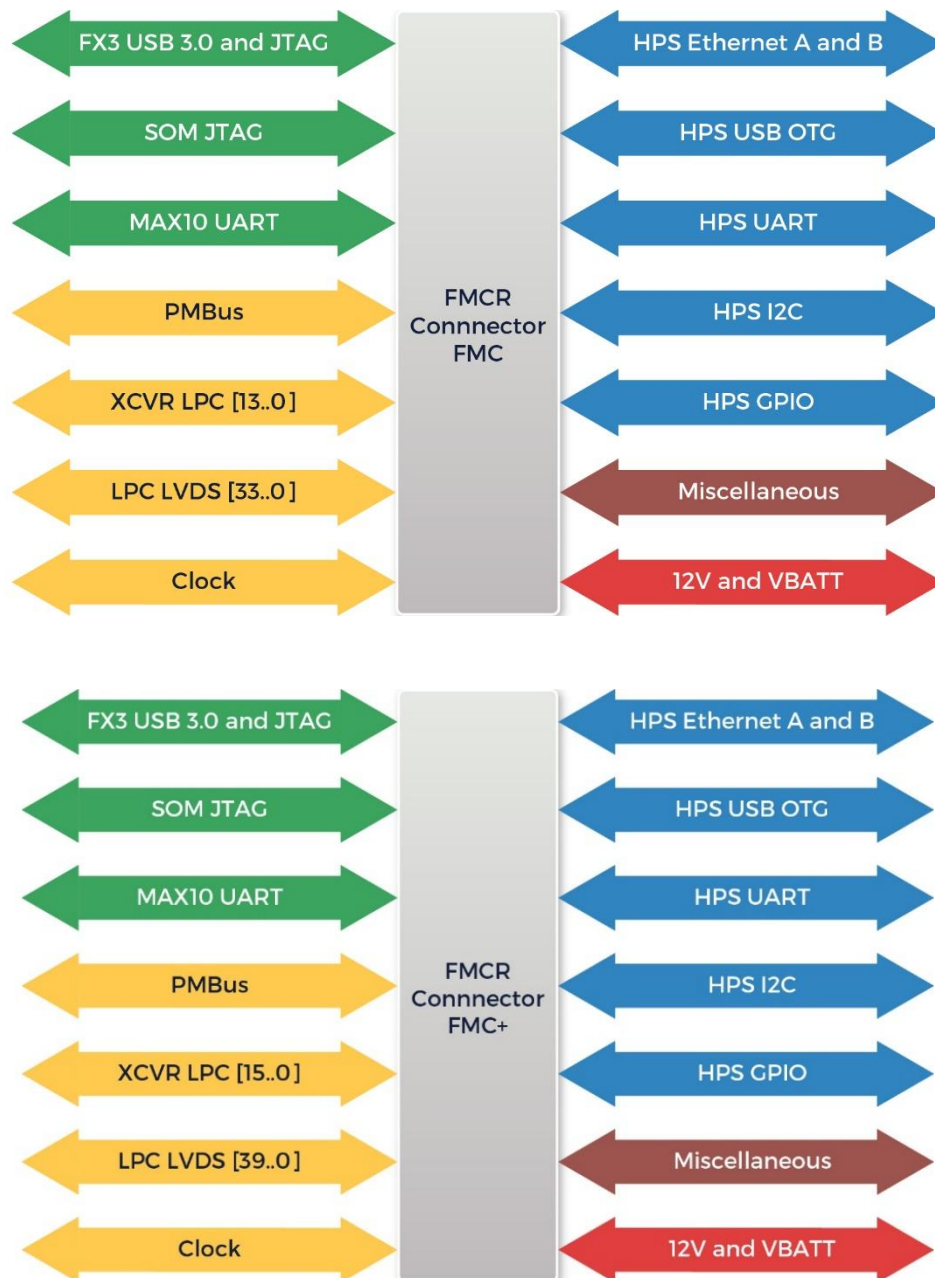 FX3 USB 3.0 and JTAG
SOM JTAG
MAX10 UART
PMBus
XCVR LPC [13..0]
LPC LVDS [33..0]
Clock
FMCR
Connnector
FMC
HPS Ethernet A and B
HPS USB OTG
HPS UART
HPS I2C
HPS GPIO
Miscellaneous
12V and VBATT
FX3 USB 3.0 and JTAG
SOM JTAG
MAX10 UART
PMBus
XCVR LPC [15..0]
LPC LVDS [39..0]
Clock
FMCR
Connnector
FMC+
HPS Ethernet A and B
HPS USB OTG
HPS UART
HPS I2C
HPS GPIO
Miscellaneous
12V and VBATT